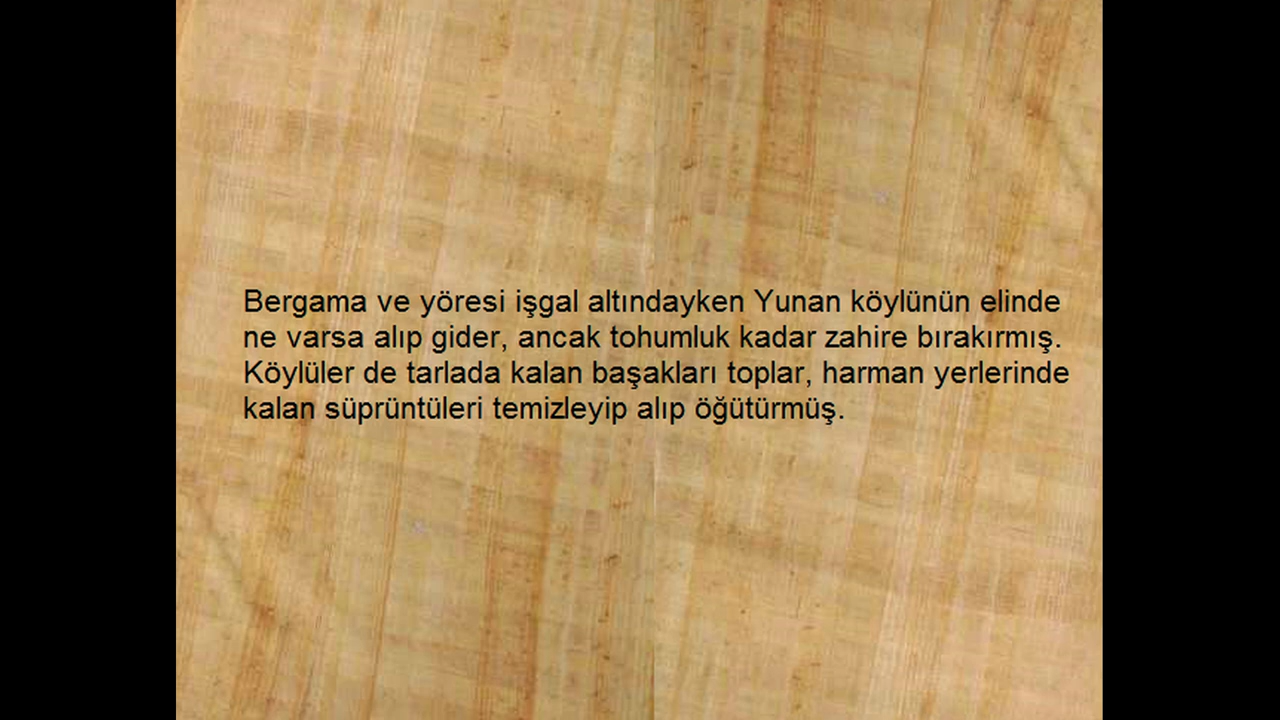 Bergama ve yöresi işgal altındayken Yunan köylünün elinde
ne varsa alıp gider, ancak tohumluk kadar zahire bırakırmış.
Köylüler de tarlada kalan başakları toplar, harman yerlerinde
kalan süprüntüleri temizleyip alıp öğütürmüş.